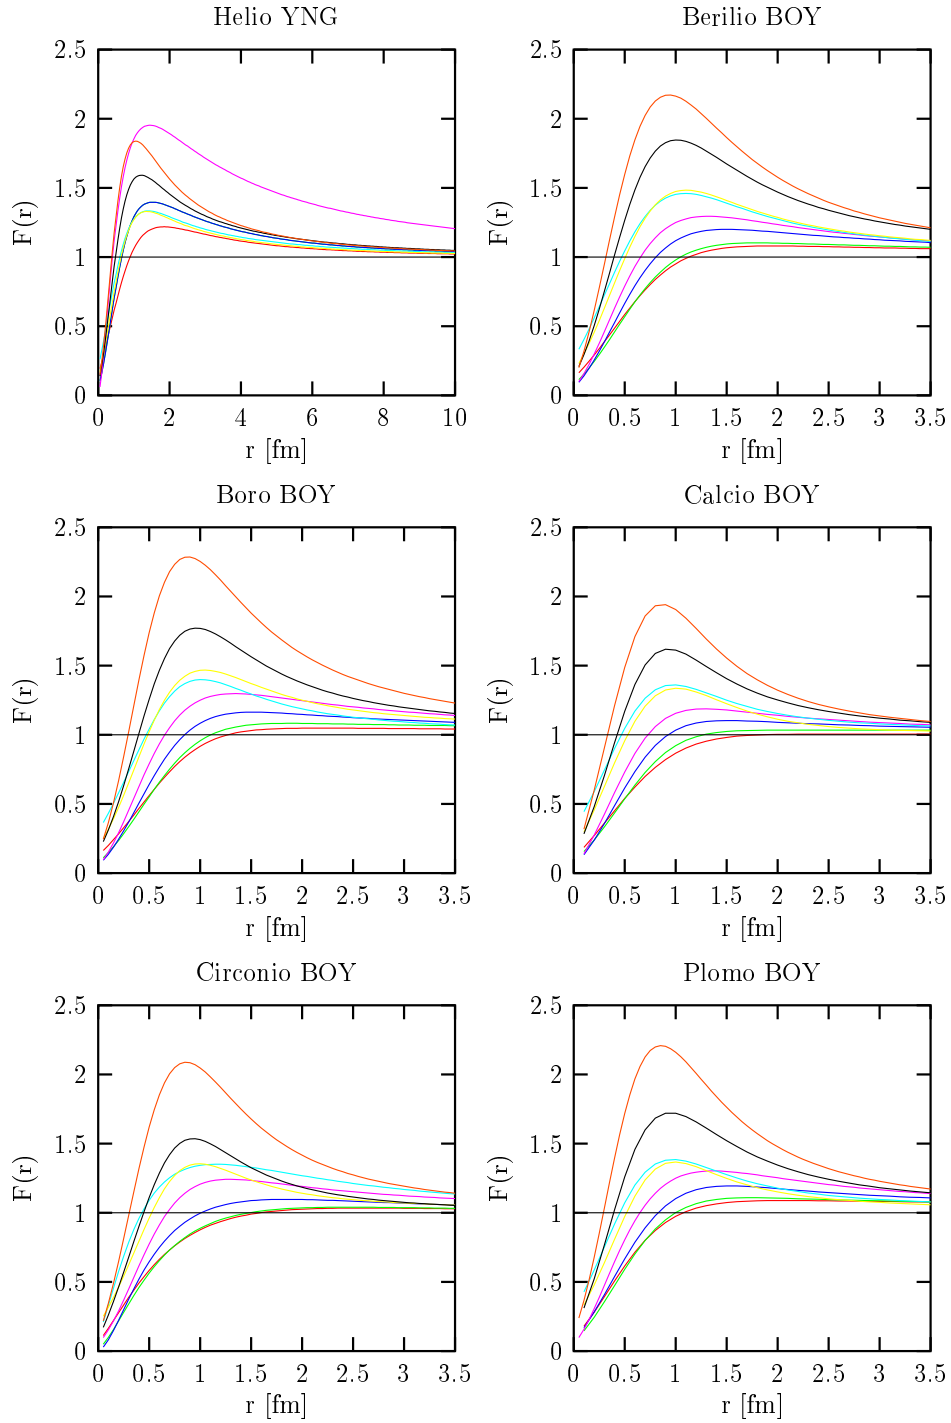 Helio YNG
Berilio BOY
2.5
2
1.5
1
0.5
0
F(r)
0 2 4 6 8 10
r [fm]
2.5
2
1.5
1
0.5
0
F(r)
0 0.5 1 1.5 2 2.5 3 3.5
r [fm]
Boro BOY
Calcio BOY
2.5
2
1.5
1
0.5
0
F(r)
0 0.5 1 1.5 2 2.5 3 3.5
r [fm]
2.5
2
1.5
1
0.5
0
F(r)
0 0.5 1 1.5 2 2.5 3 3.5
r [fm]
Circonio BOY
Plomo BOY
2.5
2
1.5
1
0.5
0
F(r)
0 0.5 1 1.5 2 2.5 3 3.5
r [fm]
2.5
2
1.5
1
0.5
0
F(r)
0 0.5 1 1.5 2 2.5 3 3.5
r [fm]